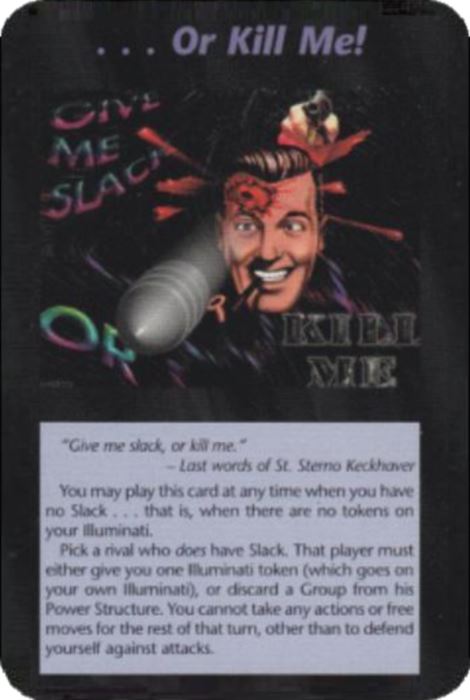 . . . Or Kill Me!
GIVE
ME
SLACK
OR
KILL
ME
"Give me slack, or kill me."
– Last words of St. Sterno Keckhaver
You may play this card at any time when you have
no Slack . . . that is, when there are no tokens on
your Illuminati.
Pick a rival who does have Slack. That player must
either give you one Illuminati token (which goes on
your own Illuminati), or discard a Group from his
Power Structure. You cannot take any actions or free
moves for the rest of that turn, other than to defend
yourself against attacks.